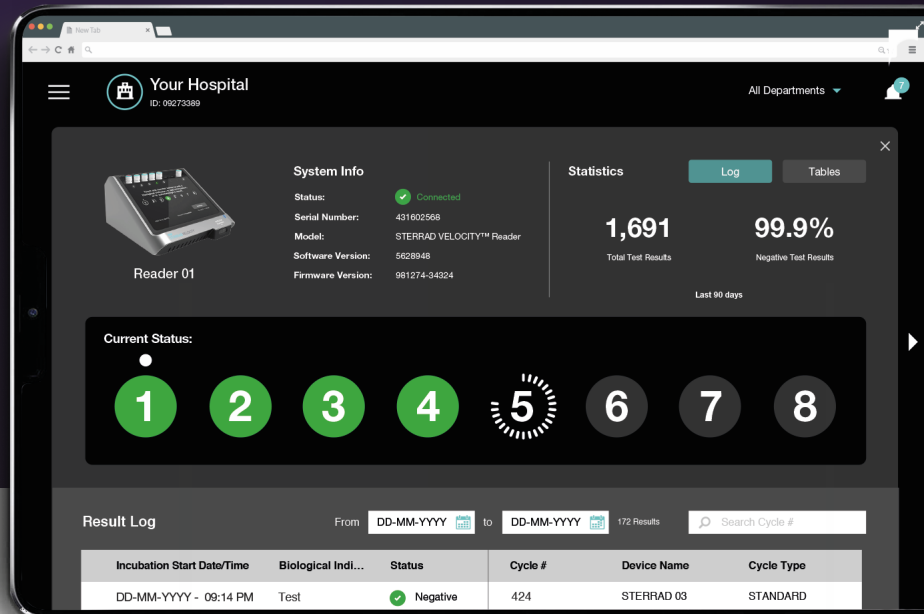 New Tab
Your Hospital
ID: 09273389
All Departments
7
System Info
Status: Connected
Serial Number: 431602568
Model: STERRAD VELOCITY™ Reader
Software Version: 5628948
Firmware Version: 981274-34324
Reader 01
Statistics
Log
Tables
1,691
Total Test Results
99.9%
Negative Test Results
Last 90 days
Current Status:
1 2 3 4 5 6 7 8
Result Log
From DD-MM-YYYY to DD-MM-YYYY 172 Results
Search Cycle #
Incubation Start Date/Time Biological Indi... Status Cycle # Device Name Cycle Type
DD-MM-YYYY - 09:14 PM Test Negative 424 STERRAD 03 STANDARD